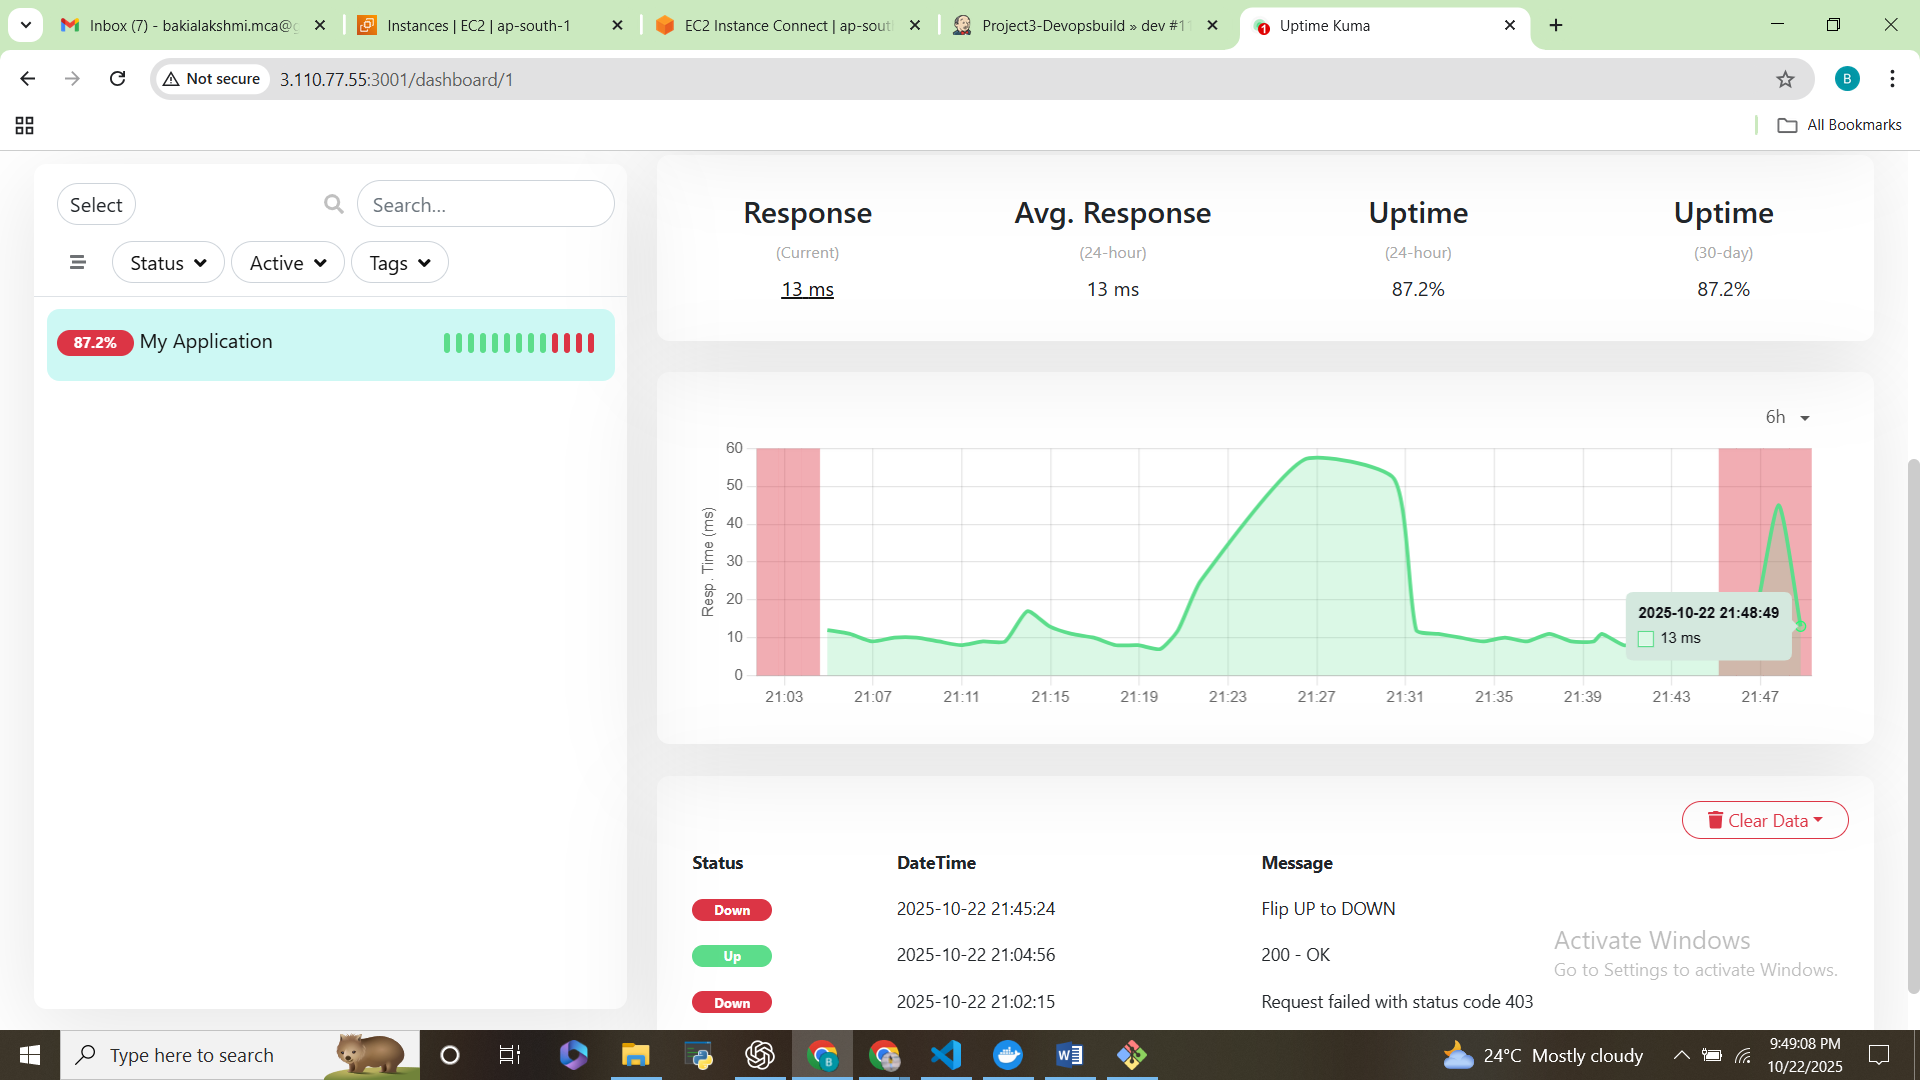 Inbox (7) - bakialakshmi.mca@g
Instances | EC2 | ap-south-1
EC2 Instance Connect | ap-sout
Project3-Devopsbuild » dev #11
1
Uptime Kuma
Not secure
3.110.77.55:3001/dashboard/1
B
All Bookmarks
Select
Search...
Status
Active
Tags
87.2%
My Application
Response
(Current)
13 ms
Avg. Response
(24-hour)
13 ms
Uptime
(24-hour)
87.2%
Uptime
(30-day)
87.2%
6h
Resp. Time (ms)
60
50
40
30
20
10
0
21:03
21:07
21:11
21:15
21:19
21:23
21:27
21:31
21:35
21:39
21:43
21:47
2025-10-22 21:48:49
13 ms
Clear Data
Status DateTime Message
Down 2025-10-22 21:45:24 Flip UP to DOWN
Up 2025-10-22 21:04:56 200 - OK
Down 2025-10-22 21:02:15 Request failed with status code 403
Activate Windows
Go to Settings to activate Windows.
Type here to search
B
24°C Mostly cloudy
9:49:08 PM
10/22/2025